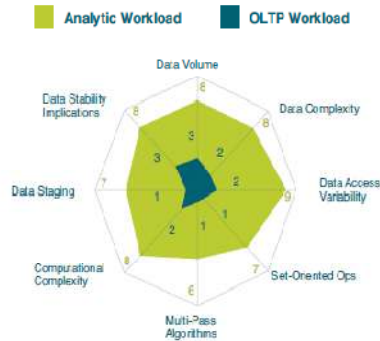 Analytic Workload
OLTP Workload
Data Volume
8
Data Stability
Implications
8
Data Complexity
8
3
3
2
Data Staging
7
1
2
Data Access
Variability
9
2
1
1
Computational
Complexity
8
Set-Oriented Ops
7
6
Multi-Pass
Algorithms